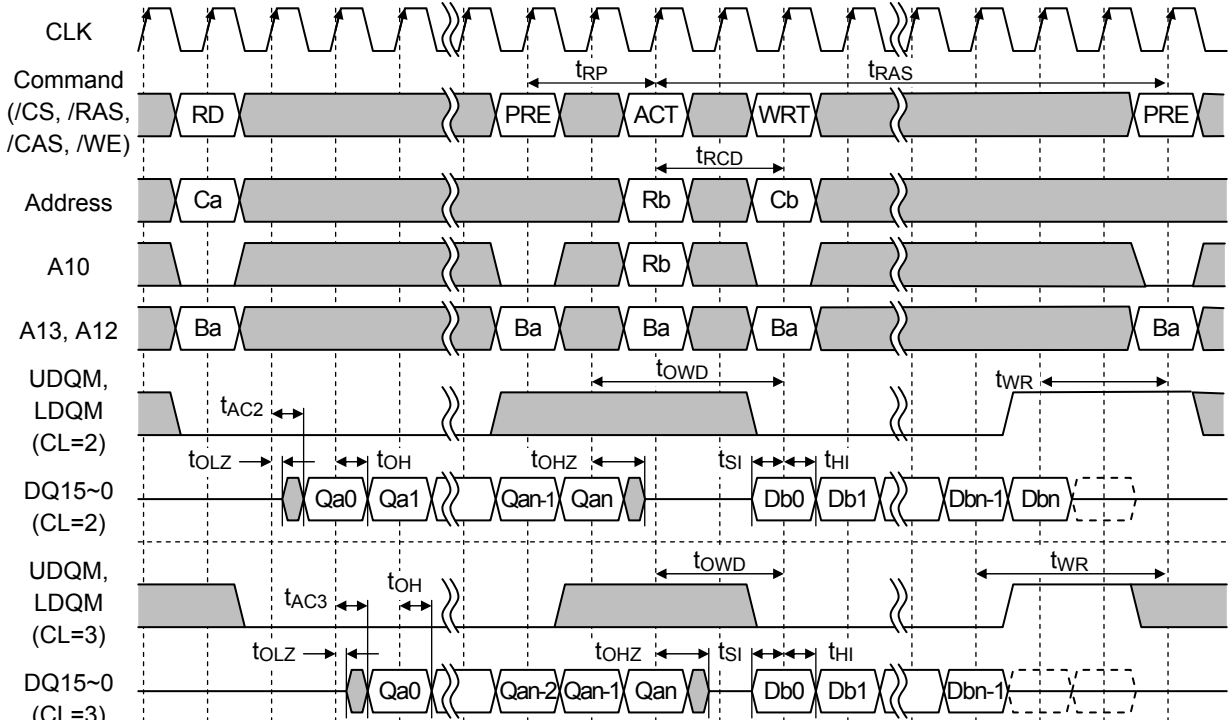 CLK
tRP
tRAS
Command
(/CS, /RAS,
/CAS, /WE)
RD
PRE
ACT
WRT
PRE
tRCD
Address
Ca
Rb
Cb
A10
Rb
A13, A12
Ba
Ba
Ba
Ba
Ba
UDQM,
LDQM
(CL=2)
tAC2
tOWD
tWR
tOLZ
tOH
tOHZ
tSI
tHI
DQ15~0
(CL=2)
Qa0
Qa1
Qan-1
Qan
Db0
Db1
Dbn-1
Dbn
UDQM,
LDQM
(CL=3)
tAC3
tOH
tOWD
tWR
tOLZ
tOHZ
tSI
tHI
DQ15~0
(CL=3)
Qa0
Qan-2
Qan-1
Qan
Db0
Db1
Dbn-1